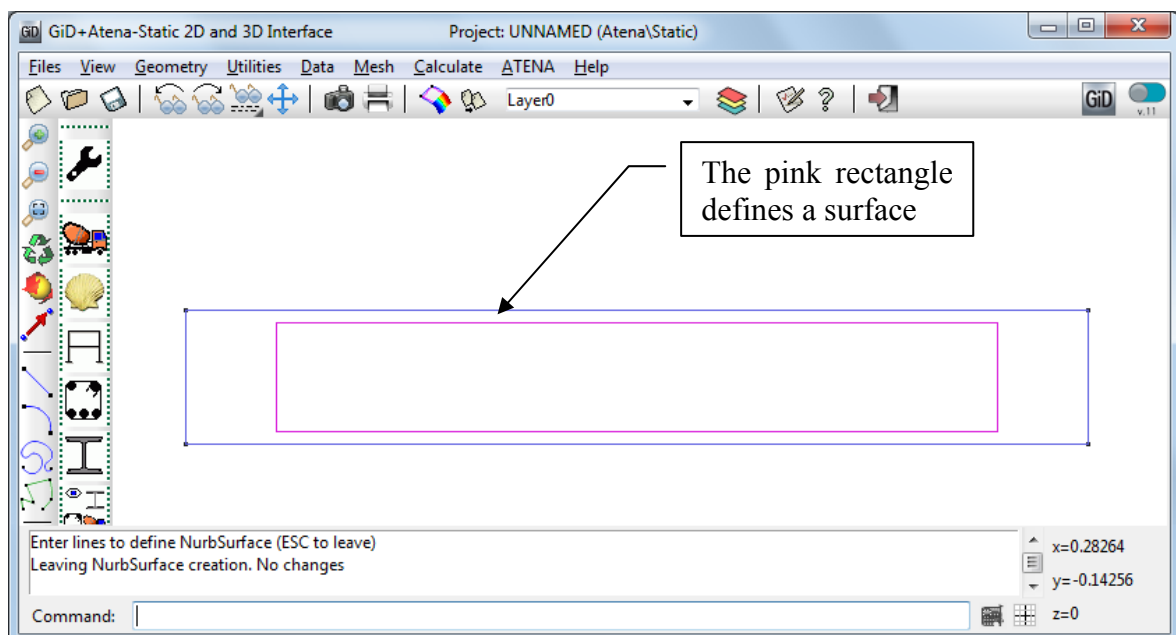 GiD GiD+Atena-Static 2D and 3D Interface Project: UNNAMED (Atena\Static)
Files View Geometry Utilities Data Mesh Calculate ATENA Help
Layer0 GiD v.11
The pink rectangle
defines a surface
Enter lines to define NurbSurface (ESC to leave)
Leaving NurbSurface creation. No changes
x=0.28264
y=-0.14256
Command: z=0